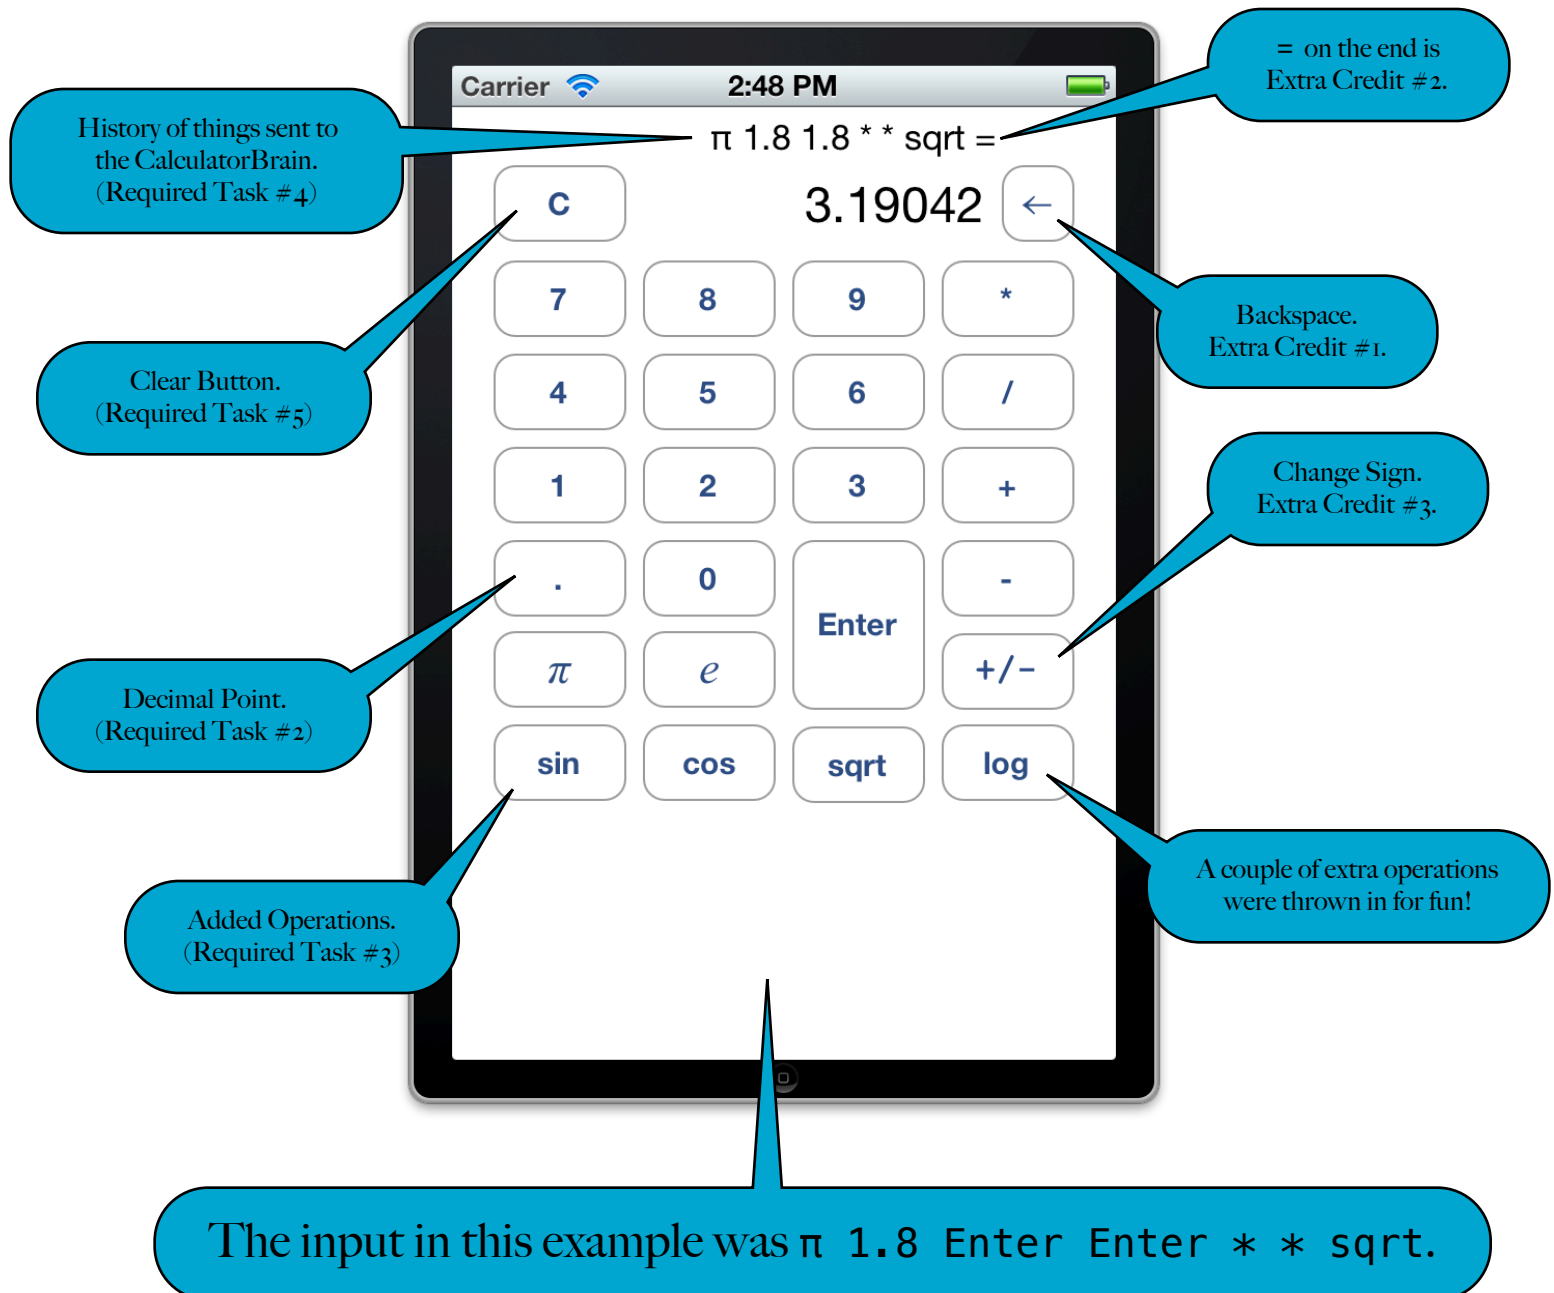 = on the end is
Extra Credit #2.
Carrier 2:48 PM
History of things sent to
the CalculatorBrain.
(Required Task #4)
π 1.8 1.8 * * sqrt =
C 3.19042 ←
7 8 9 *
Backspace.
Extra Credit #1.
Clear Button.
(Required Task #5)
4 5 6 /
1 2 3 +
Change Sign.
Extra Credit #3.
. 0 Enter -
π e +/-
Decimal Point.
(Required Task #2)
sin cos sqrt log
A couple of extra operations
were thrown in for fun!
Added Operations.
(Required Task #3)
The input in this example was π 1.8 Enter Enter * * sqrt.